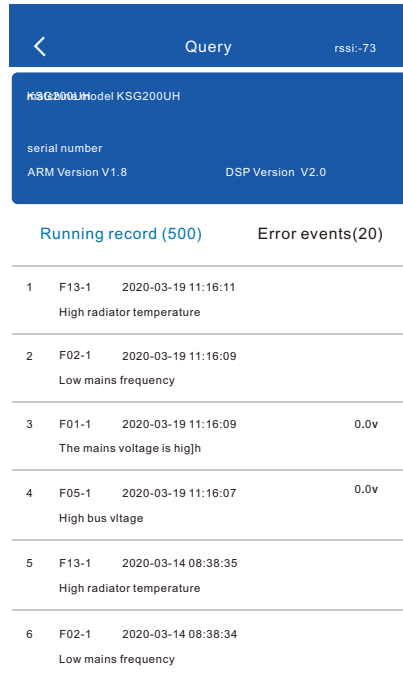 Query rssi:-73
machine model KSG200UH
serial number
ARM Version V1.8 DSP Version V2.0
Running record (500) Error events(20)
1 F13-1 2020-03-19 11:16:11
High radiator temperature
2 F02-1 2020-03-19 11:16:09
Low mains frequency
3 F01-1 2020-03-19 11:16:09 0.0v
The mains voltage is hig]h
4 F05-1 2020-03-19 11:16:07 0.0v
High bus vltage
5 F13-1 2020-03-14 08:38:35
High radiator temperature
6 F02-1 2020-03-14 08:38:34
Low mains frequency